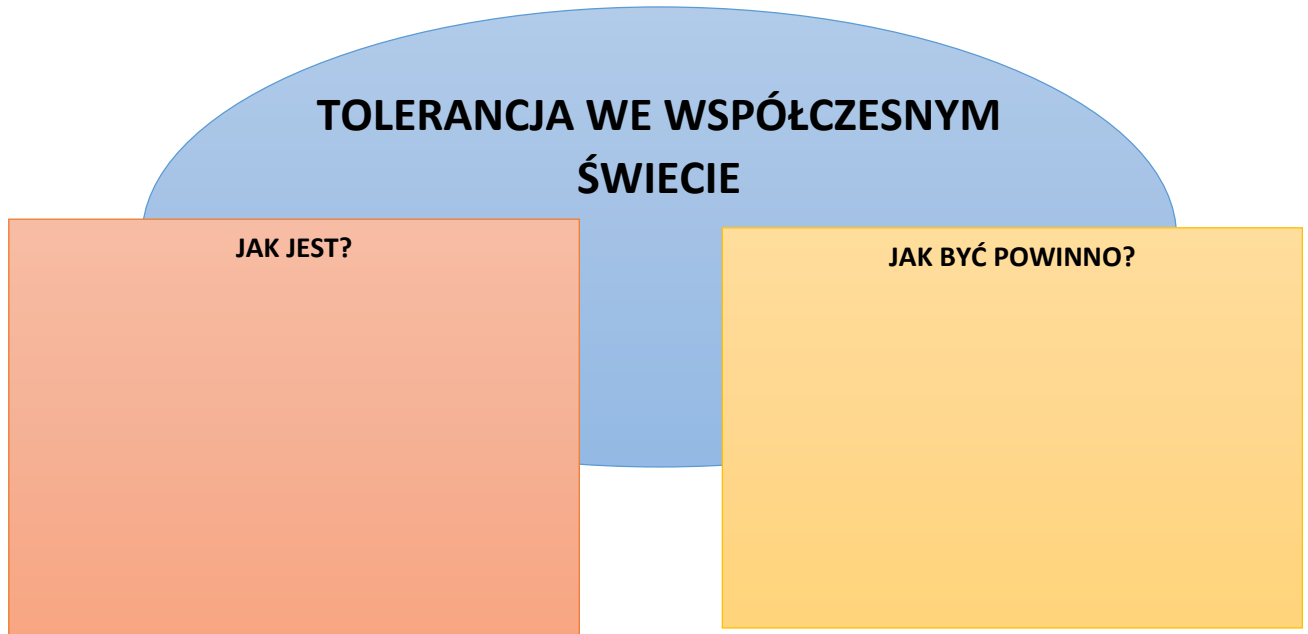 TOLERANCJA WE WSPÓŁCZESNYM
ŚWIECIE
JAK JEST?
JAK BYĆ POWINNO?